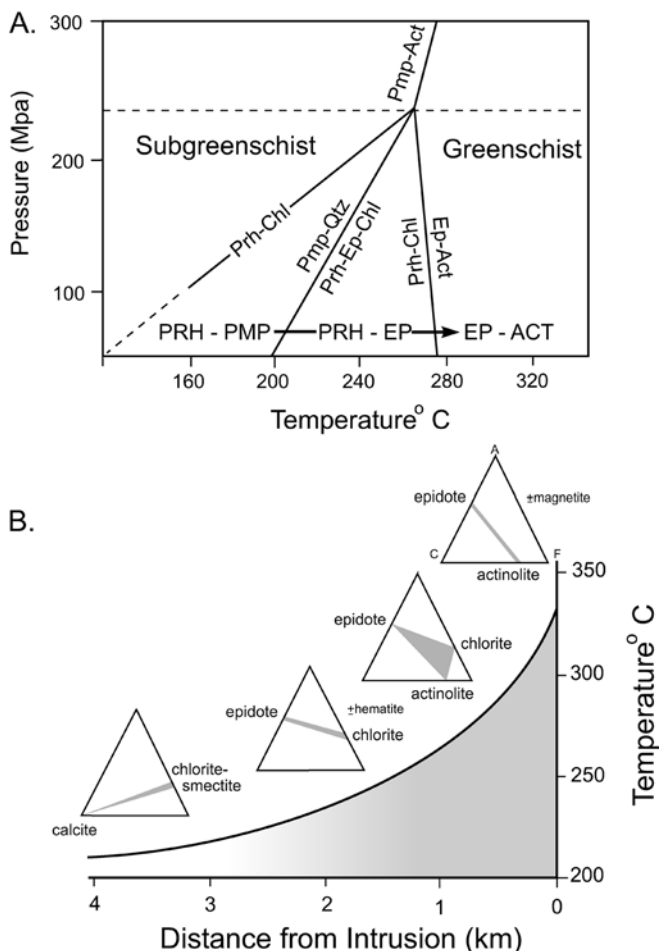 A.
300
Pmp-Act
Subgreenschist
Greenschist
200
Pressure (Mpa)
Prh-Chl
Pmp-Qtz
Prh-Ep-Chl
Prh-Chl
Ep-Act
100
PRH - PMP
PRH - EP
EP - ACT
160
200
240
280
320
Temperature° C
B.
A
epidote
±magnetite
C
F
actinolite
350
epidote
chlorite
actinolite
300
epidote
±hematite
chlorite
chlorite-
smectite
calcite
250
200
Temperature° C
4
3
2
1
0
Distance from Intrusion (km)